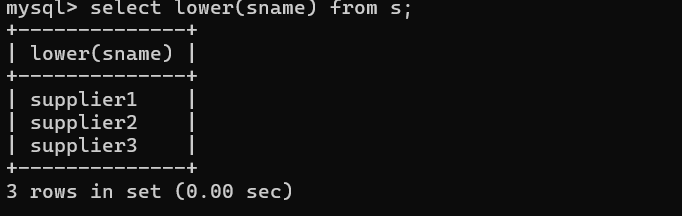 mysql> select lower(sname) from s;
+--------------+
| lower(sname) |
+--------------+
| supplier1    |
| supplier2    |
| supplier3    |
+--------------+
3 rows in set (0.00 sec)